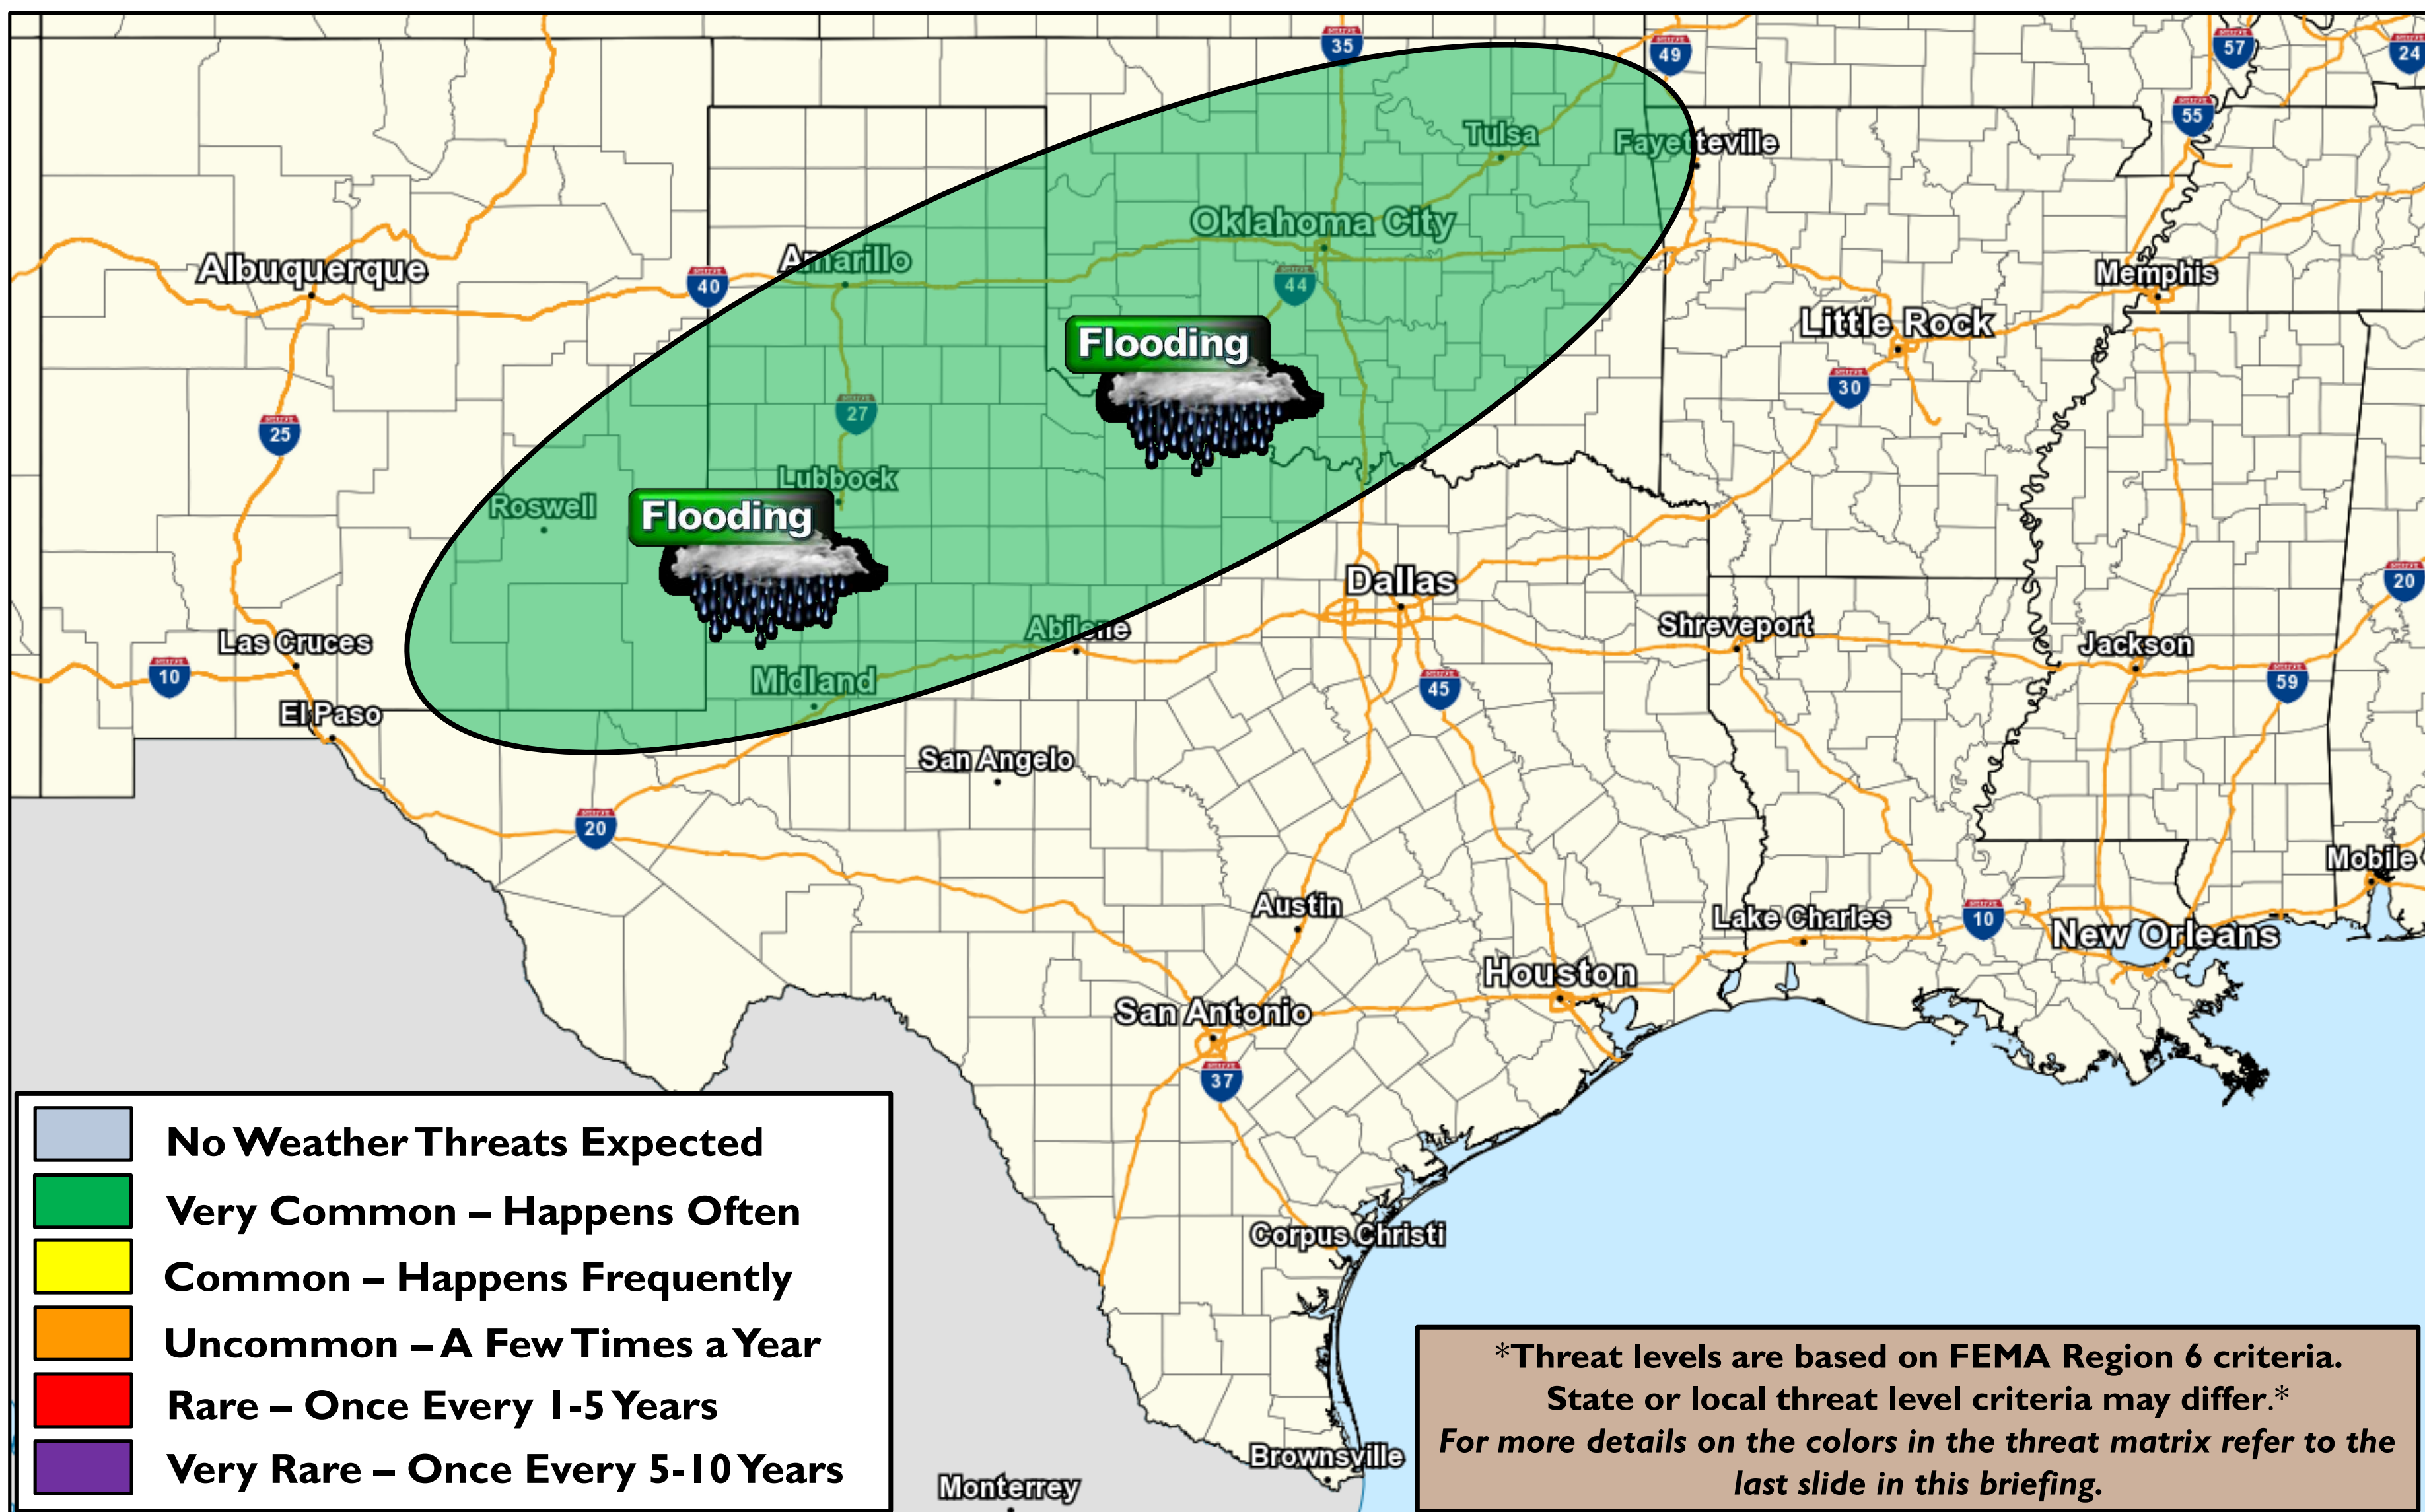 35
49
57
24
55
Tulsa
Fayetteville
Oklahoma City
Albuquerque
Amarillo
40
44
Memphis
Little Rock
Flooding
30
27
25
Lubbock
Roswell
Flooding
Dallas
20
Abilene
Shreveport
Las Cruces
Jackson
10
Midland
45
59
El Paso
San Angelo
20
Mobile
Austin
Lake Charles
10
New Orleans
Houston
San Antonio
37
Corpus Christi
Brownsville
Monterrey
No Weather Threats Expected
Very Common – Happens Often
Common – Happens Frequently
Uncommon – A Few Times a Year
Rare – Once Every 1-5 Years
Very Rare – Once Every 5-10 Years
*Threat levels are based on FEMA Region 6 criteria.
State or local threat level criteria may differ.*
For more details on the colors in the threat matrix refer to the
last slide in this briefing.